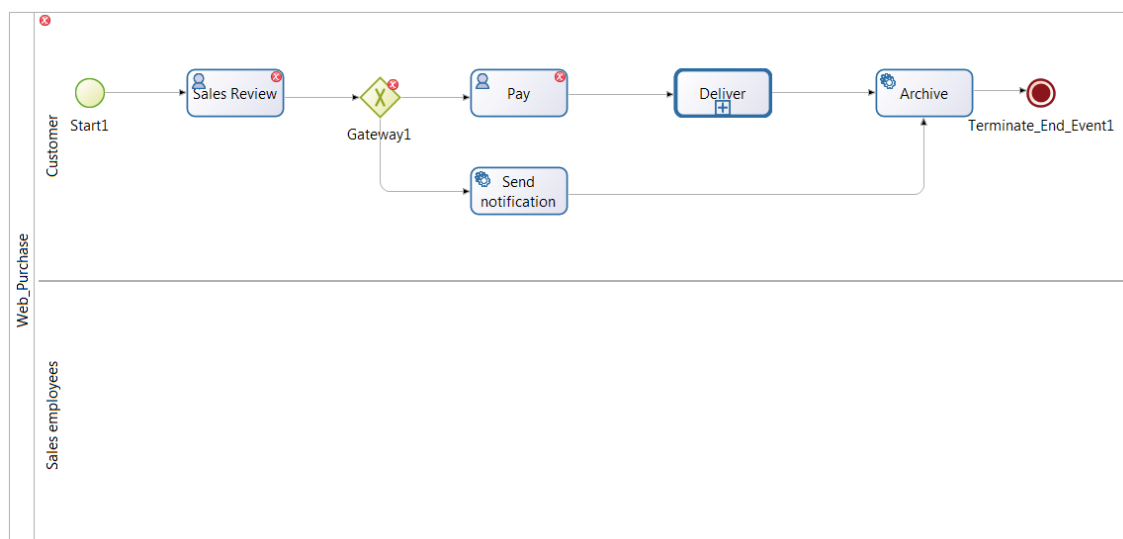 Web_Purchase
Customer
Start1
Sales Review
Gateway1
Pay
Send
notification
Deliver
Archive
Terminate_End_Event1
Sales employees